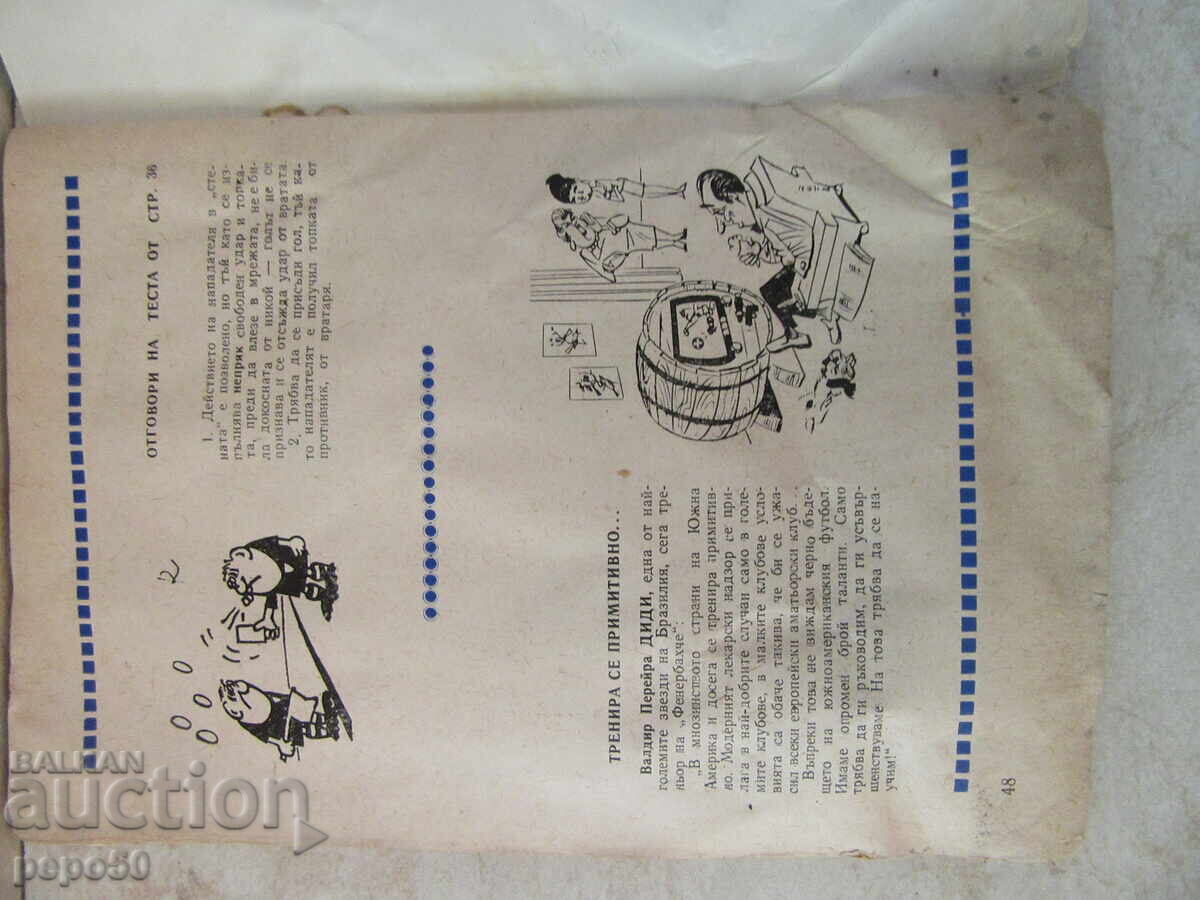 ОТГОВОРИ НА ТЕСТА ОТ СТР. 36
1. Действието на нападателя в „сте-
ната“ е позволено, но тъй като се из-
пълнява непряк свободен удар и топка-
та, преди да влезе в мрежата, не е би-
ла докосната от никой — голът не се
признава и се отсъжда удар от вратата.
2. Трябва да се присъди гол, тъй ка-
то нападателят е получил топката от
противник, от вратаря.
ТРЕНИРА СЕ ПРИМИТИВНО...
Валдир Перейра ДИДИ, една от най-
големите звезди на Бразилия, сега тре-
ньор на „Фенербахче“:
„В мнозинството страни на Южна
Америка и досега се тренира примитив-
но. Модерният лекарски надзор се при-
лага в най-добрите случаи само в голе-
мите клубове, в малките клубове усло-
вията са обаче такива, че би се ужа-
сил всеки европейски аматьорски клуб...
Въпреки това не виждам черно бъде-
щето на южноамериканския футбол.
Имаме огромен брой таланти. Само
трябва да ги ръководим, да ги усъвър-
шенствуваме. На това трябва да се на-
учим!“
48
BALKAN
auction
pepo50